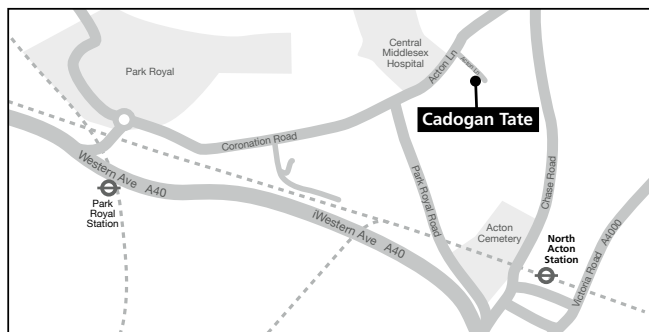 Park Royal
Central
Middlesex
Hospital
Acton Ln
Cadogan Tate
Coronation Road
Western Ave A40
Park
Royal
Station
Park Royal Road
Chase Road
lWestern Ave A40
Acton
Cemetery
North
Acton
Station
Victoria Road A4000